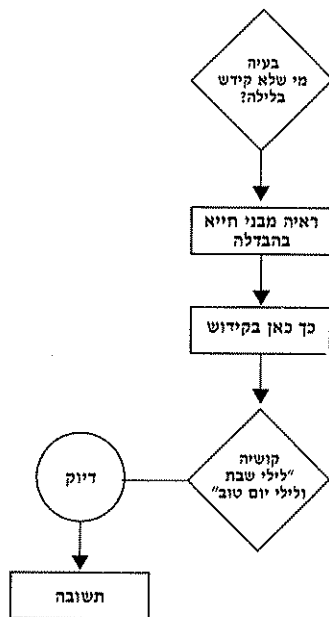 בעיה
מי שלא קידש
בלילה?
ראיה מבני חייא
בהבדלה
כך כאן בקידוש
קושיה
"לילי שבת
ולילי יום טוב"
דיוק
תשובה